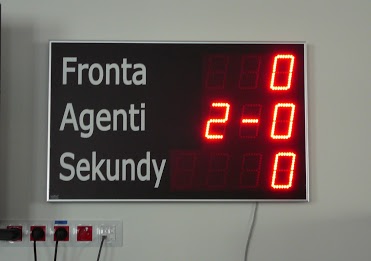 Fronta 0
Agenti 2-0
Sekundy 0